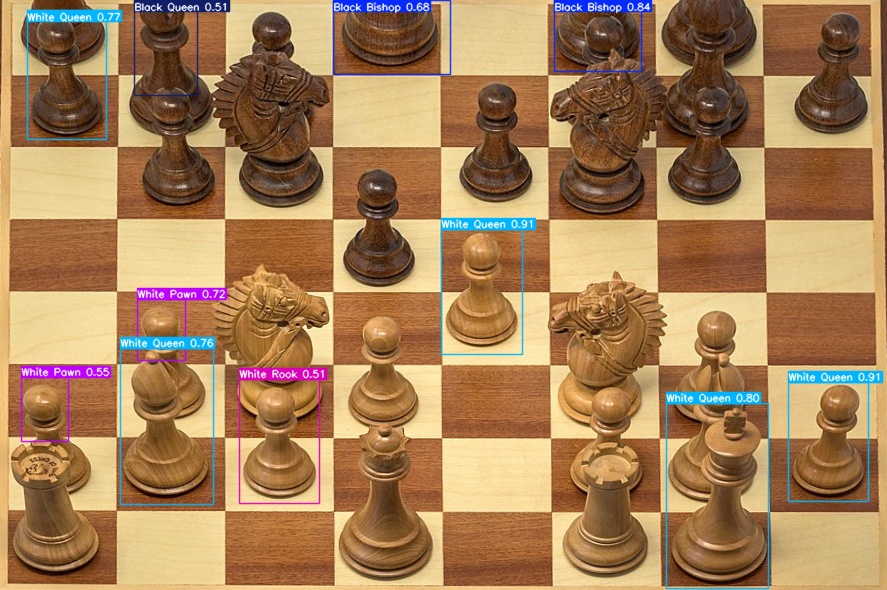 White Queen 0.77
Black Queen 0.51
Black Bishop 0.68
Black Bishop 0.84
White Queen 0.91
White Pawn 0.72
White Queen 0.76
White Pawn 0.55
White Rook 0.51
White Queen 0.80
White Queen 0.91